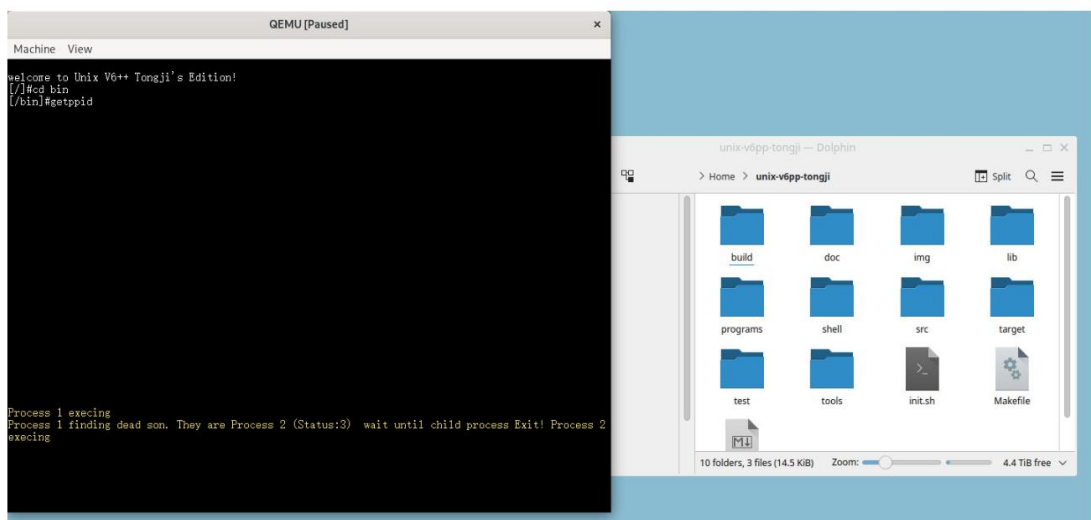 QEMU [Paused]
Machine View
welcome to Unix V6++ Tongji's Edition!
[/]#cd bin
[/bin]#getppid
Process 1 execing
Process 1 finding dead son. They are Process 2 (Status:3) wait until child process Exit! Process 2
execing
unix-v6pp-tongji — Dolphin
> Home > unix-v6pp-tongji
Split
build doc img lib
programs shell src target
test tools init.sh Makefile
10 folders, 3 files (14.5 KiB) Zoom: 4.4 TiB free